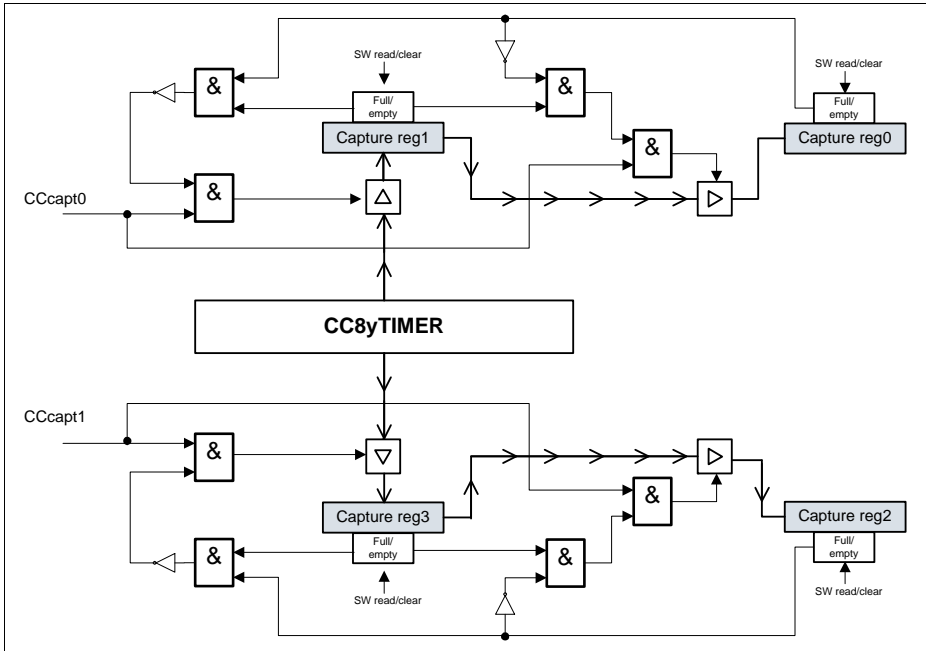 SW read/clear
SW read/clear
&
Full/
empty
&
Full/
empty
Capture reg1
&
Capture reg0
&
CCcapt0
CC8yTIMER
CCcapt1
&
&
Capture reg3
Capture reg2
Full/
empty
&
&
Full/
empty
SW read/clear
SW read/clear